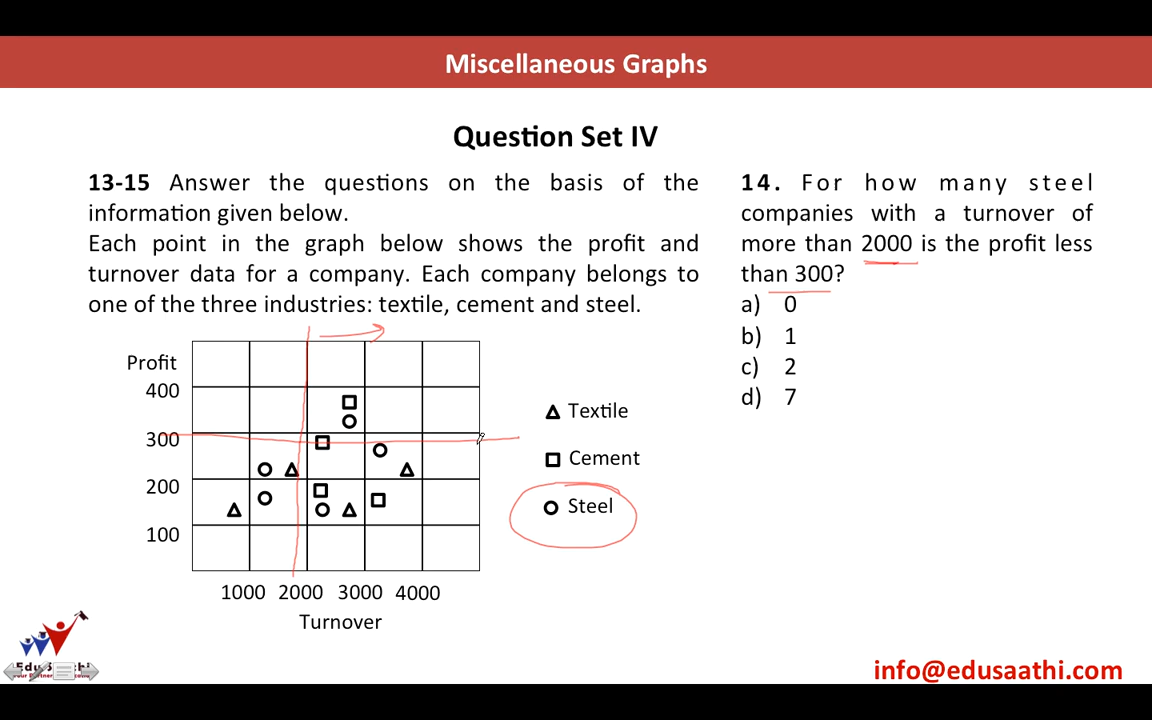 Miscellaneous Graphs
Question Set IV
13-15 Answer the questions on the basis of the
information given below.
Each point in the graph below shows the profit and
turnover data for a company. Each company belongs to
one of the three industries: textile, cement and steel.
14. For how many steel
companies with a turnover of
more than 2000 is the profit less
than 300?
a) 0
b) 1
c) 2
d) 7
Profit
400
300
200
100
1000 2000 3000 4000
Turnover
Textile
Cement
Steel
info@edusaathi.com